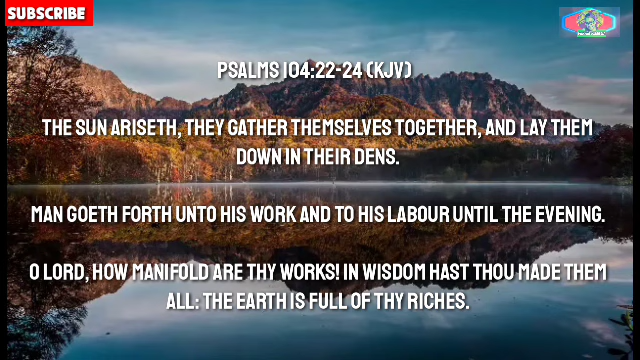 SUBSCRIBE
PSALMS 104:22-24 (KJV)
THE SUN ARISETH, THEY GATHER THEMSELVES TOGETHER, AND LAY THEM
DOWN IN THEIR DENS.
MAN GOETH FORTH UNTO HIS WORK AND TO HIS LABOUR UNTIL THE EVENING.
O LORD, HOW MANIFOLD ARE THY WORKS! IN WISDOM HAST THOU MADE THEM
ALL: THE EARTH IS FULL OF THY RICHES.